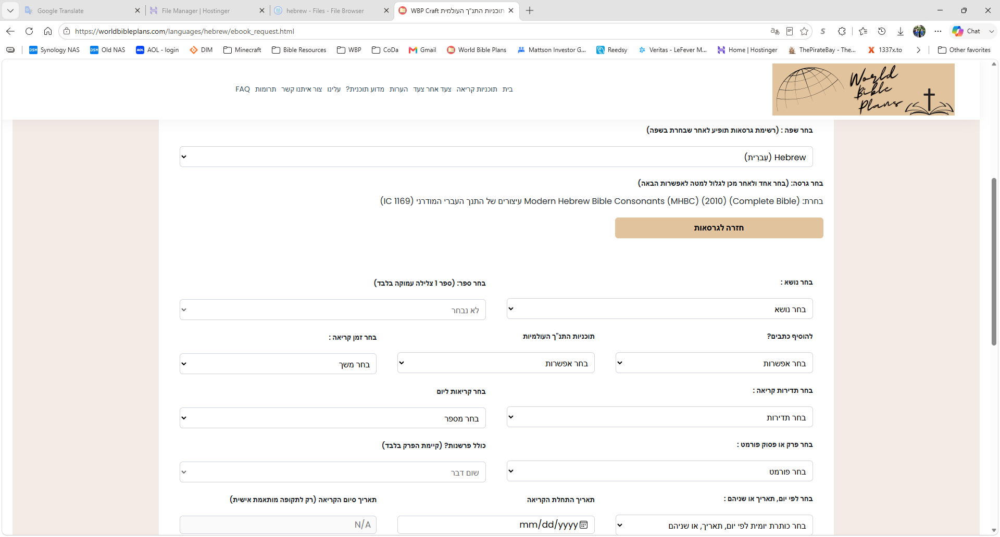 Google Translate
File Manager | Hostinger
hebrew - Files - File Browser
WBP Craft תוכניות התנ"ך העולמית
https://worldbibleplans.com/languages/hebrew/ebook_request.html
Chat
Synology NAS
Old NAS
AOL - login
DIM
Minecraft
Bible Resources
WBP
CoDa
Gmail
World Bible Plans
Mattson Investor G...
Reedsy
Veritas - LeFever M...
Home | Hostinger
ThePirateBay - The...
1337x.to
Other favorites
World
Bible
Plans
בית תוכניות קריאה צעד אחר צעד הערות מדוע תוכנית? עלינו צור איתנו קשר תרומות FAQ
בחר שפה : (רשימת גרסאות תופיע לאחר שבחרת בשפה)
Hebrew (עִברִית)
בחר גרסה: (בחר אחד ולאחר מכן לגלול למטה לאפשרות הבאה)
בחרת: Modern Hebrew Bible Consonants (MHBC) (2010) (Complete Bible) עיצורים של התנך העברי המודרני (IC 1169)
חזרה לגרסאות
בחר נושא :
בחר ספר: (ספר 1 צלילה עמוקה בלבד)
בחר נושא
לא נבחר
להוסיף כתבים?
תוכניות התנ"ך העולמיות
בחר זמן קריאה :
בחר אפשרות
בחר אפשרות
בחר משך
בחר תדירות קריאה :
בחר קריאות ליום
בחר תדירות
בחר מספר
בחר פרק או פסוק פורמט :
כולל פרשנות? (קיימת הפרק בלבד)
בחר פורמט
שום דבר
בחר לפי יום, תאריך או שניהם :
תאריך התחלת הקריאה
תאריך סיום הקריאה (רק לתקופה מותאמת אישית)
בחר כותרת יומית לפי יום, תאריך, או שניהם
mm/dd/yyyy
N/A